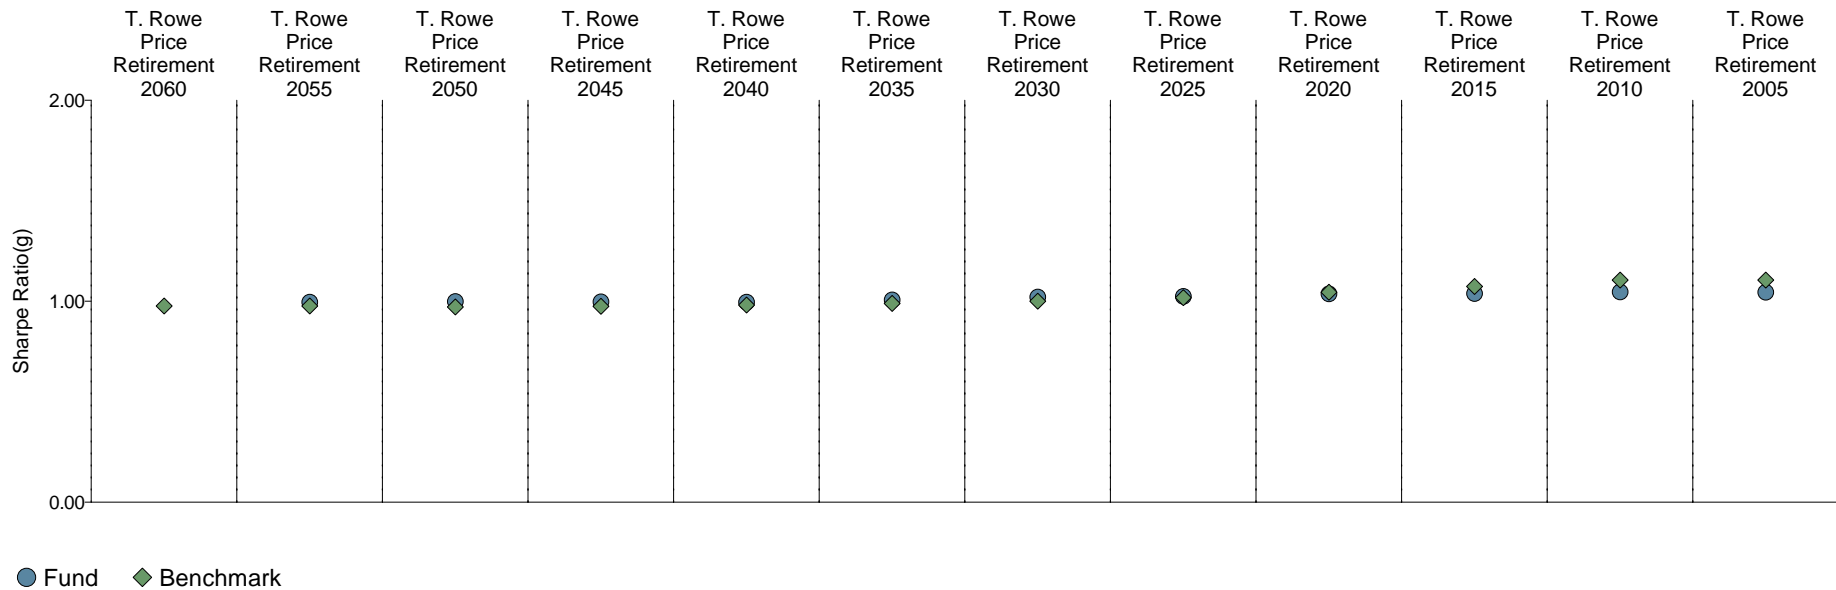 T. Rowe
Price
Retirement
2060
T. Rowe
Price
Retirement
2055
T. Rowe
Price
Retirement
2050
T. Rowe
Price
Retirement
2045
T. Rowe
Price
Retirement
2040
T. Rowe
Price
Retirement
2035
T. Rowe
Price
Retirement
2030
T. Rowe
Price
Retirement
2025
T. Rowe
Price
Retirement
2020
T. Rowe
Price
Retirement
2015
T. Rowe
Price
Retirement
2010
T. Rowe
Price
Retirement
2005
2.00
1.00
0.00
Sharpe Ratio(g)
Fund
Benchmark